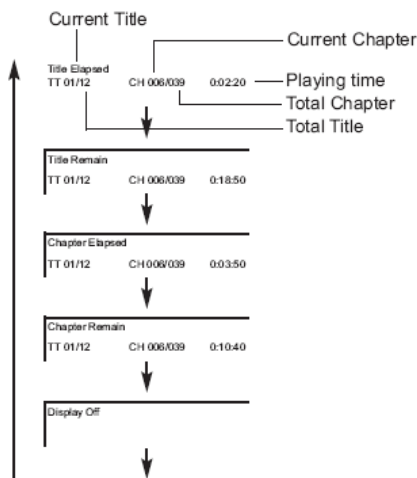 Current Title
Current Chapter
Title Elapsed
TT 01/12 CH 006/039 0:02:20
Playing time
Total Chapter
Total Title
Title Remain
TT 01/12 CH 006/039 0:18:50
Chapter Elapsed
TT 01/12 CH 006/039 0:03:50
Chapter Remain
TT 01/12 CH 006/039 0:10:40
Display Off